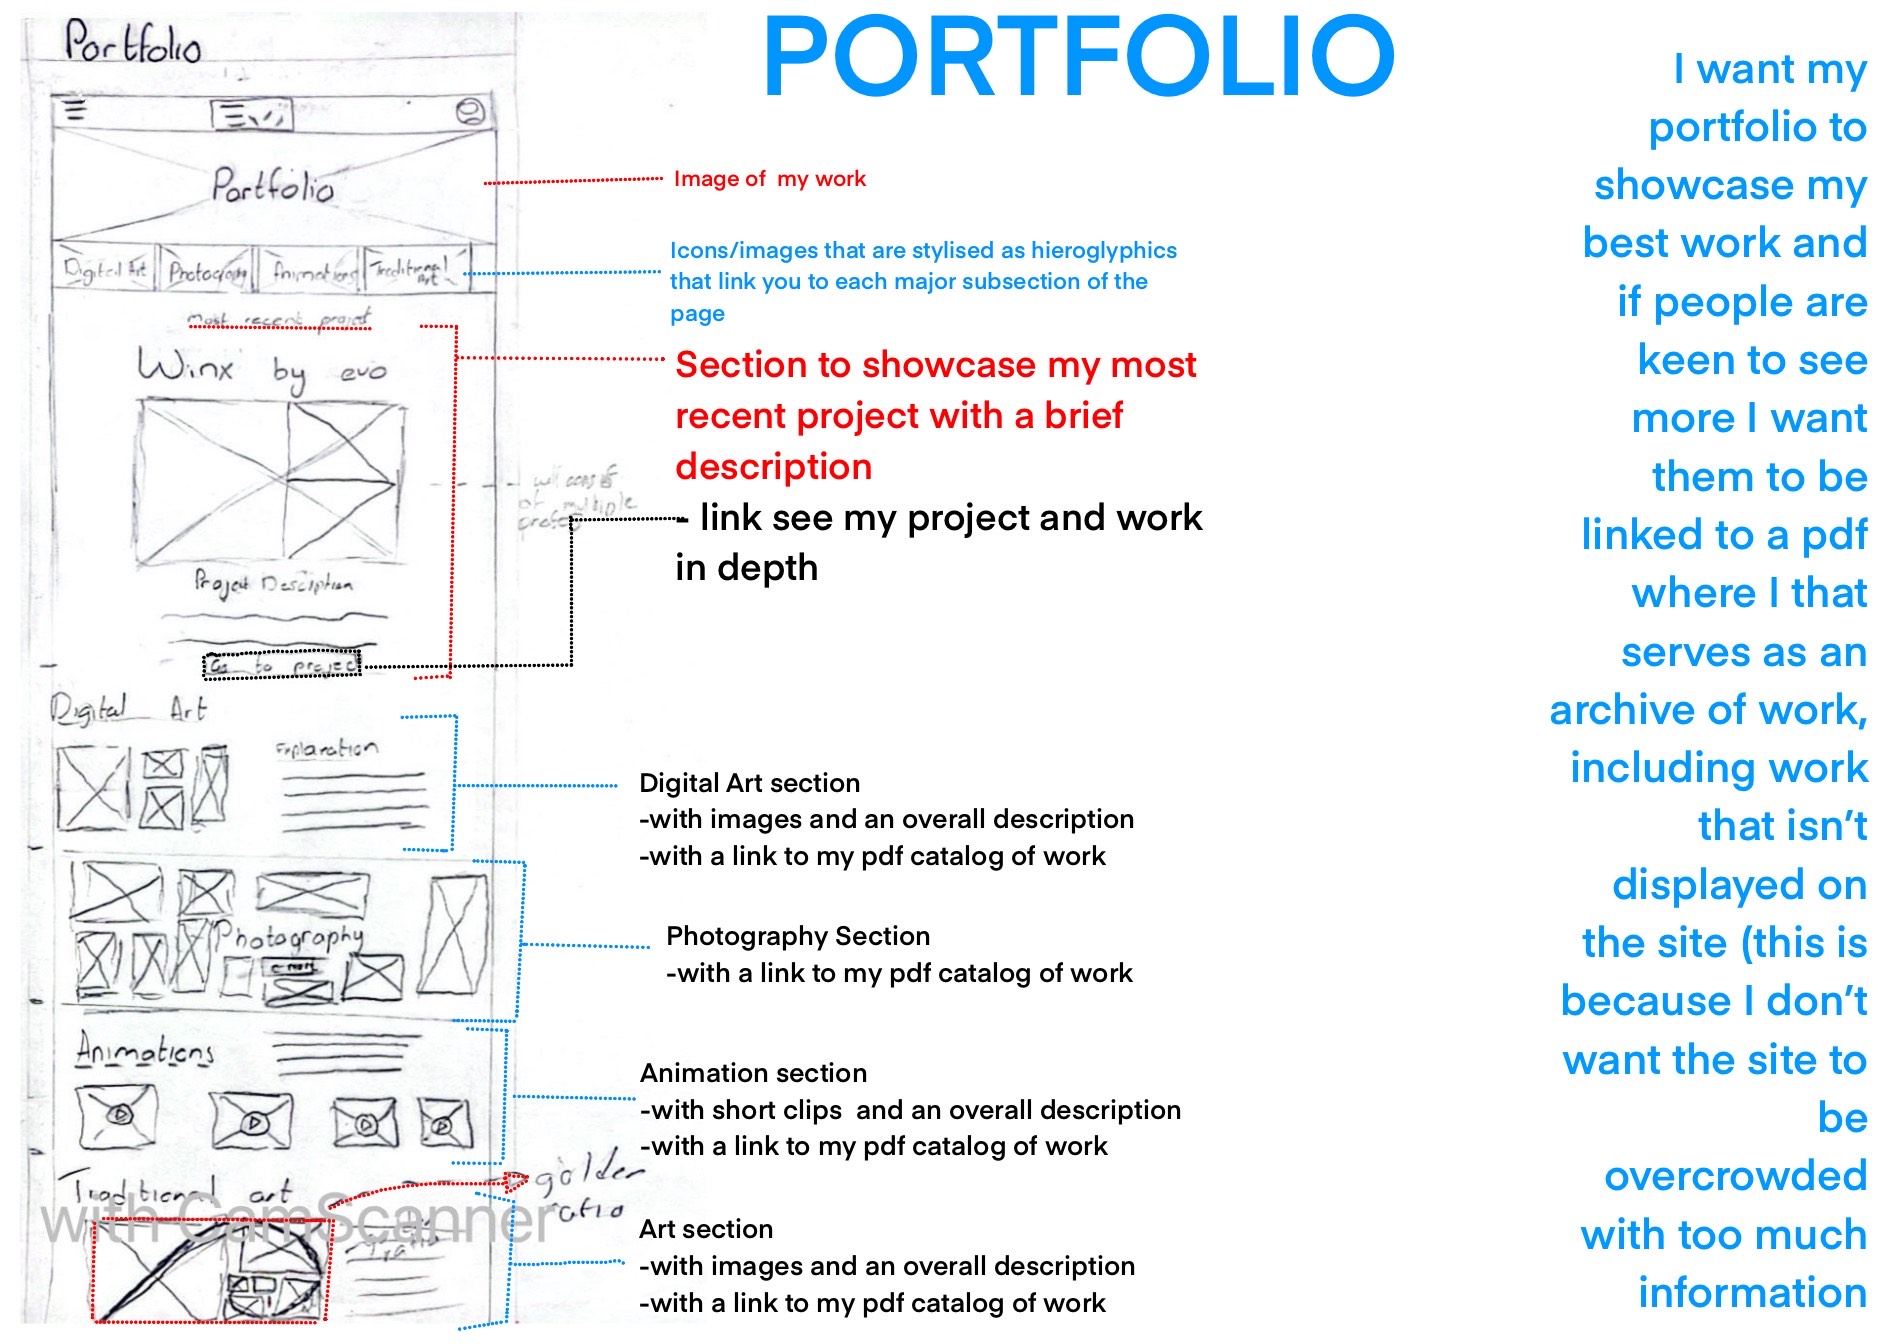 Portfolio
Portfolio
Digital Art Photography Animations Traditional Art
Most recent project
Winx by evo
will consist
of multiple
Project Description
Go to project
Digital Art
Explanation
Photography
Animations
Traditional art
golden
ratio
with CamScanner
PORTFOLIO
Image of my work
Icons/images that are stylised as hieroglyphics
that link you to each major subsection of the
page
Section to showcase my most
recent project with a brief
description
- link see my project and work
in depth
Digital Art section
-with images and an overall description
-with a link to my pdf catalog of work
Photography Section
-with a link to my pdf catalog of work
Animation section
-with short clips and an overall description
-with a link to my pdf catalog of work
Art section
-with images and an overall description
-with a link to my pdf catalog of work
I want my
portfolio to
showcase my
best work and
if people are
keen to see
more I want
them to be
linked to a pdf
where I that
serves as an
archive of work,
including work
that isn’t
displayed on
the site (this is
because I don’t
want the site to
be
overcrowded
with too much
information